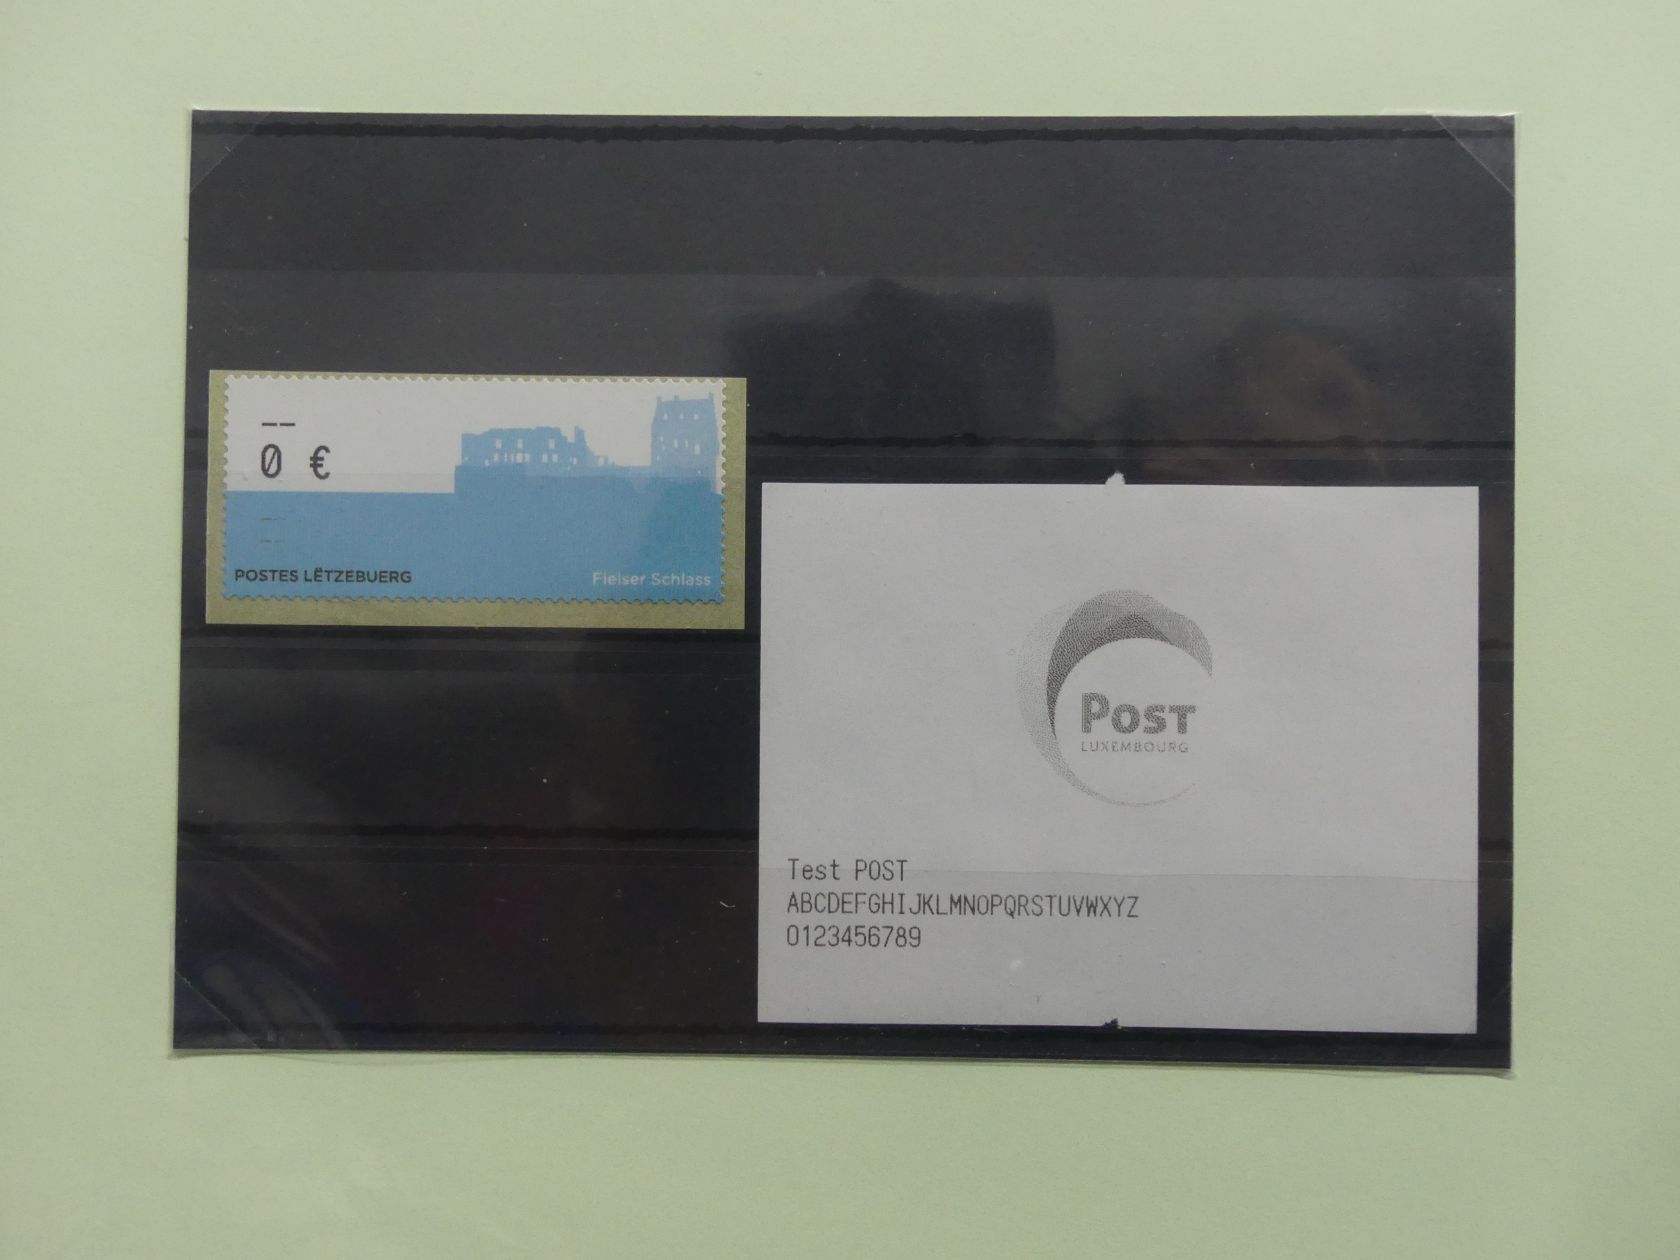 --
0 €
POSTES LËTZEBUERG
Fielser Schlass
POST
LUXEMBOURG
Test POST
ABCDEFGHIJKLMNOPQRSTUVWXYZ
0123456789